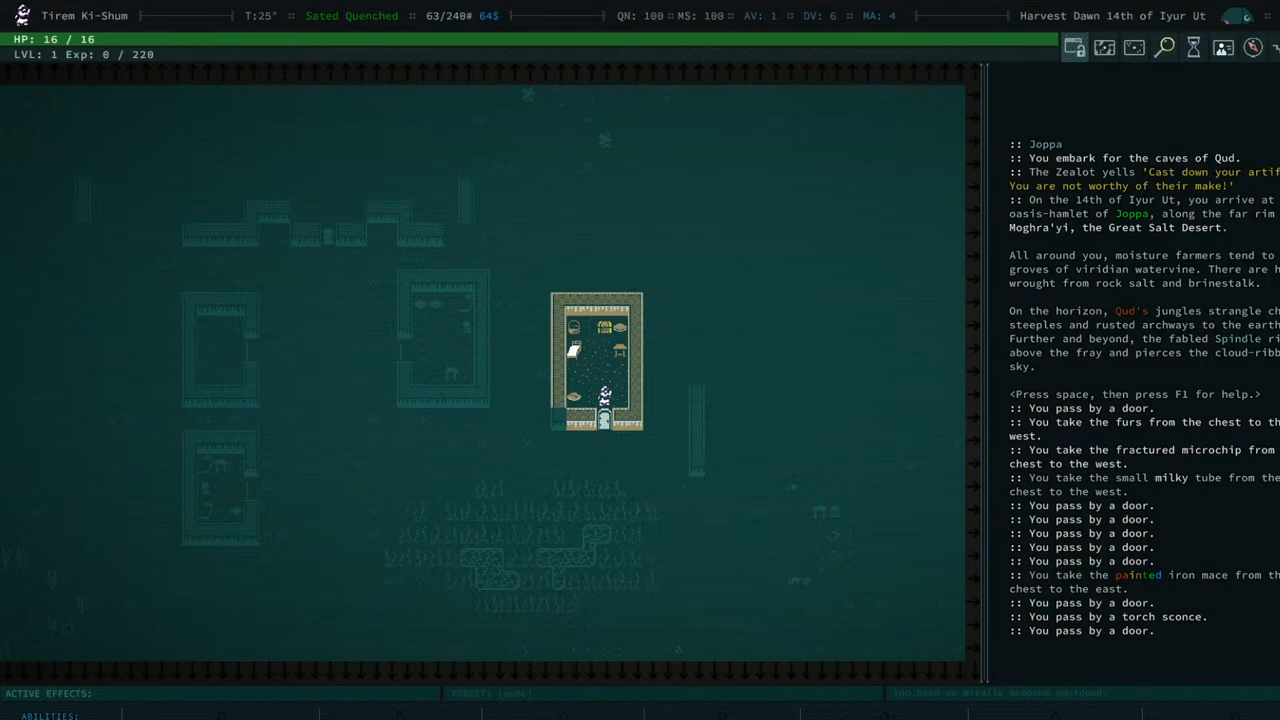 Tirem Ki-Shum T:25° :: Sated Quenched :: 63/240# 64$ QN: 100 :: MS: 100 :: AV: 1 :: DV: 6 :: MA: 4 Harvest Dawn 14th of Iyur Ut
HP: 16 / 16
LVL: 1 Exp: 0 / 220
:: Joppa
:: You embark for the caves of Qud.
:: The Zealot yells 'Cast down your artif
You are not worthy of their make!'
:: On the 14th of Iyur Ut, you arrive at
oasis-hamlet of Joppa, along the far rim
Moghra'yi, the Great Salt Desert.
All around you, moisture farmers tend to
groves of viridian watervine. There are h
wrought from rock salt and brinestalk.
On the horizon, Qud's jungles strangle ch
steeples and rusted archways to the earth
Further and beyond, the fabled Spindle ri
above the fray and pierces the cloud-ribb
sky.
<Press space, then press F1 for help.>
:: You pass by a door.
:: You take the furs from the chest to th
west.
:: You take the fractured microchip from
chest to the west.
:: You take the small milky tube from the
chest to the west.
:: You pass by a door.
:: You pass by a door.
:: You pass by a door.
:: You pass by a door.
:: You pass by a door.
:: You take the painted iron mace from th
chest to the east.
:: You pass by a door.
:: You pass by a torch sconce.
:: You pass by a door.
ACTIVE EFFECTS: TARGET: [none] You have no missile weapons equipped.
ABILITIES: